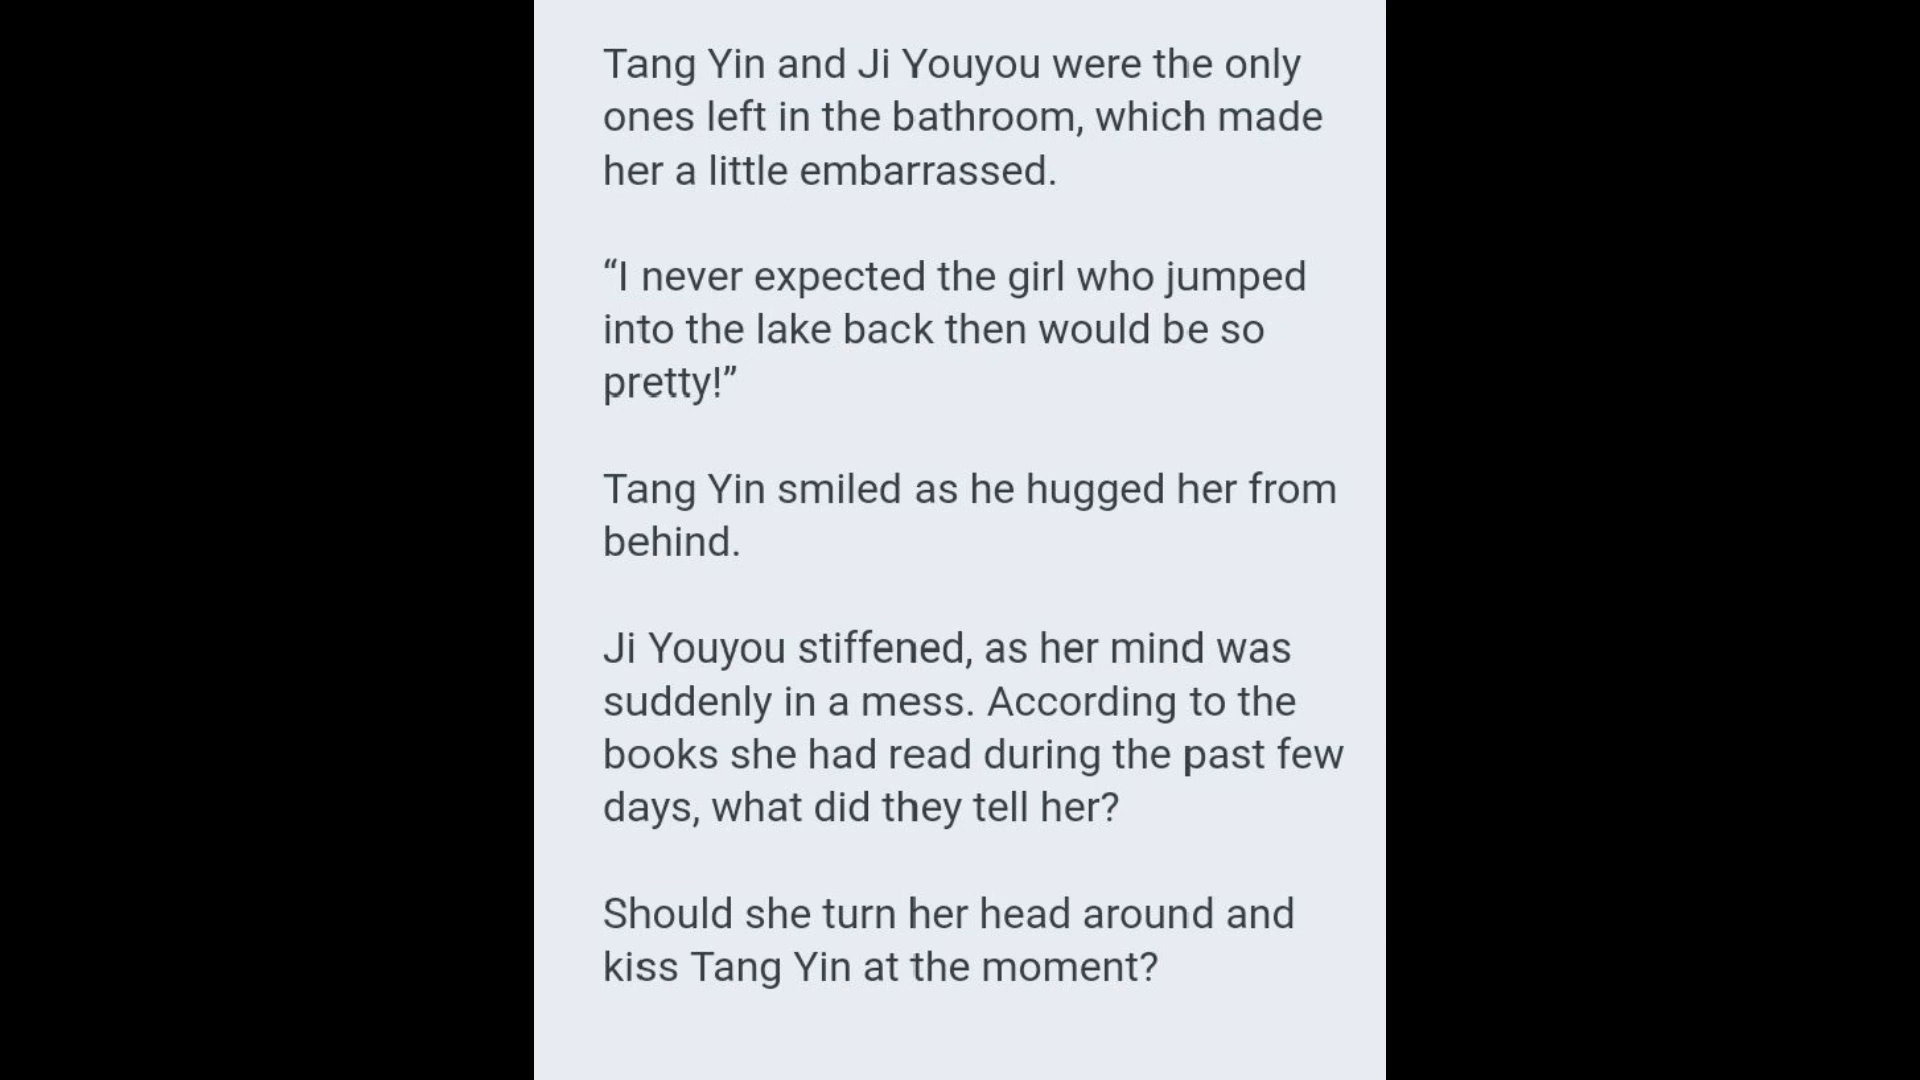 Tang Yin and Ji Youyou were the only
ones left in the bathroom, which made
her a little embarrassed.
“I never expected the girl who jumped
into the lake back then would be so
pretty!”
Tang Yin smiled as he hugged her from
behind.
Ji Youyou stiffened, as her mind was
suddenly in a mess. According to the
books she had read during the past few
days, what did they tell her?
Should she turn her head around and
kiss Tang Yin at the moment?